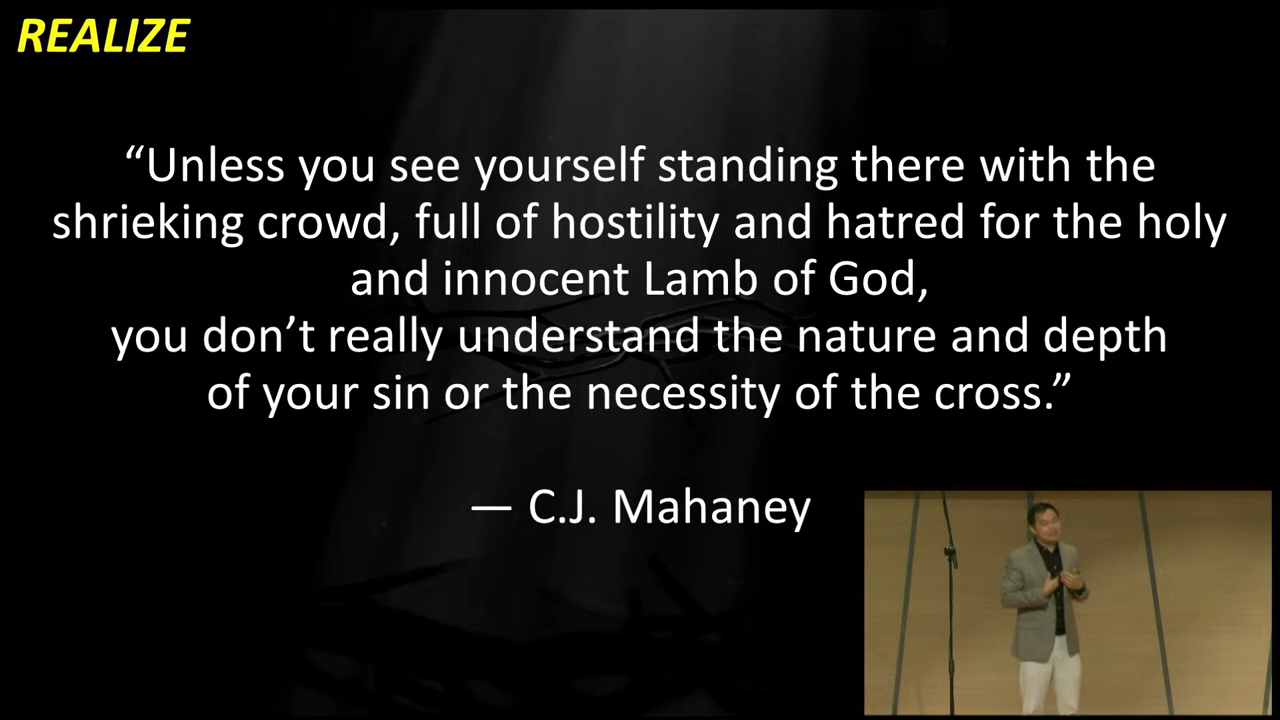 REALIZE
“Unless you see yourself standing there with the
shrieking crowd, full of hostility and hatred for the holy
and innocent Lamb of God,
you don’t really understand the nature and depth
of your sin or the necessity of the cross.”
— C.J. Mahaney